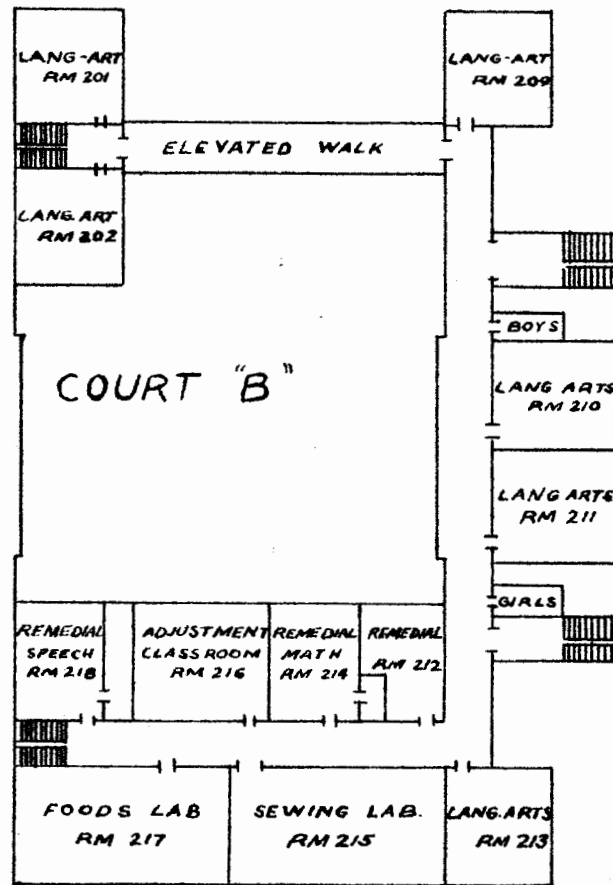 LANG-ART
RM 201
LANG-ART
RM 209
ELEVATED WALK
LANG.ART
RM 202
BOYS
COURT "B"
LANG ARTS
RM 210
LANG ARTS
RM 211
GIRLS
REMEDIAL
SPEECH
RM 218
ADJUSTMENT
CLASSROOM
RM 216
REMEDIAL
MATH
RM 214
REMEDIAL
RM 212
FOODS LAB
RM 217
SEWING LAB.
RM 215
LANG.ARTS
RM 213